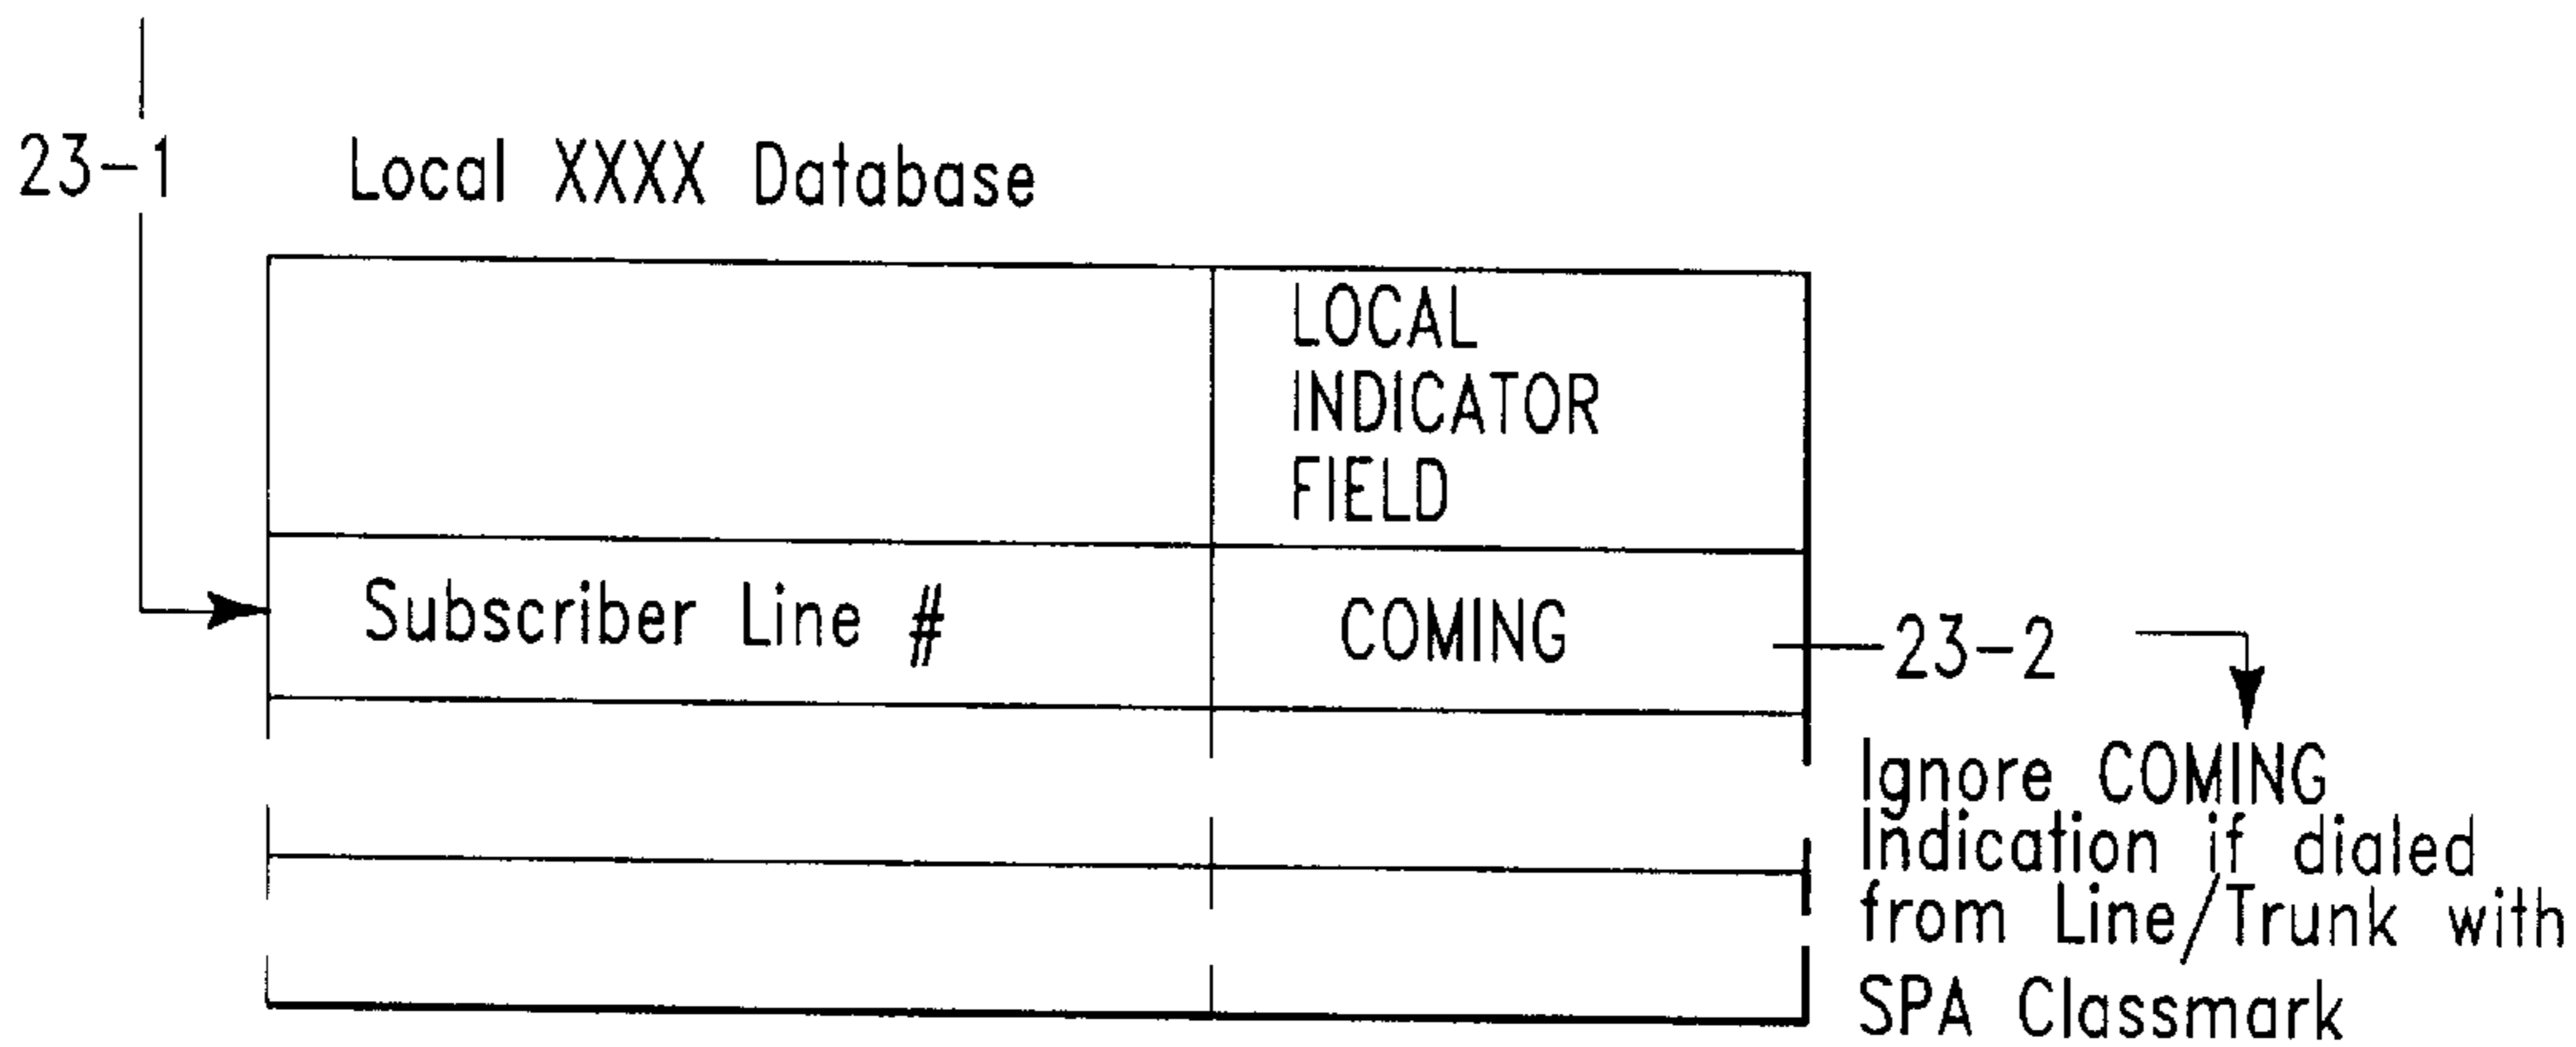 23-1 Local XXXX Database
LOCAL
INDICATOR
FIELD
Subscriber Line # COMING 23-2
Ignore COMING
Indication if dialed
from Line/Trunk with
SPA Classmark